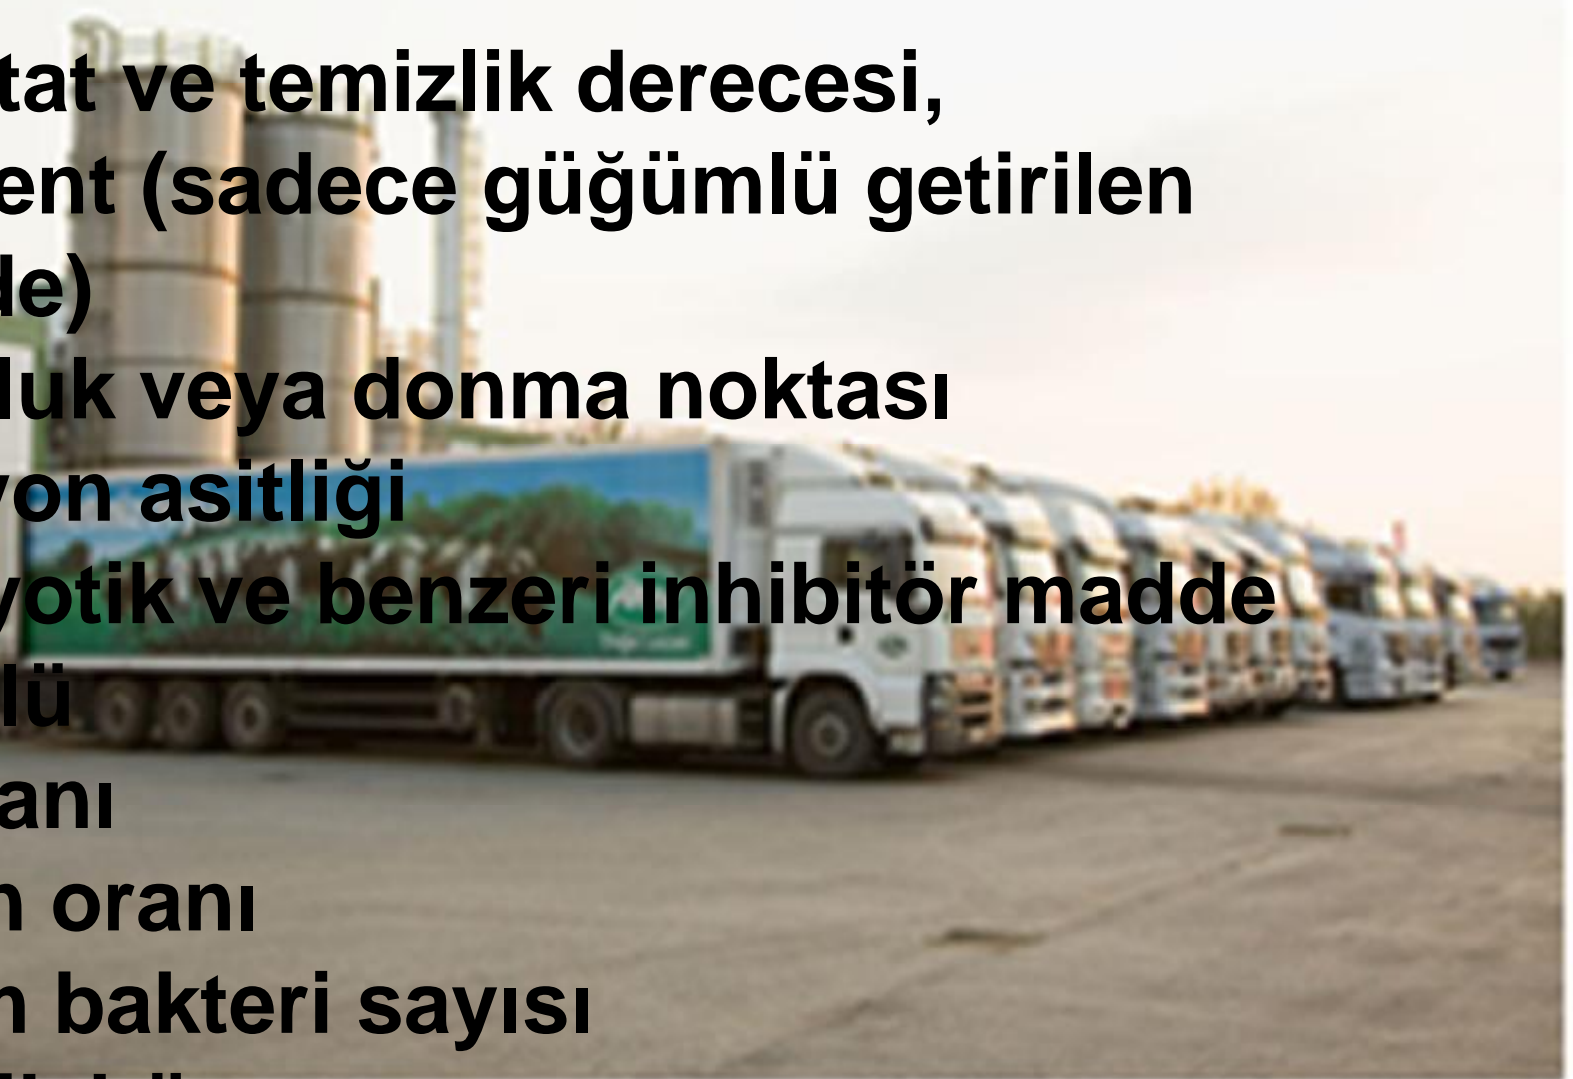 tat ve temizlik derecesi,
ent (sadece güğümlü getirilen
de)
luk veya donma noktası
yon asitliği
yotik ve benzeri inhibitör madde
lü
anı
n oranı
n bakteri sayısı